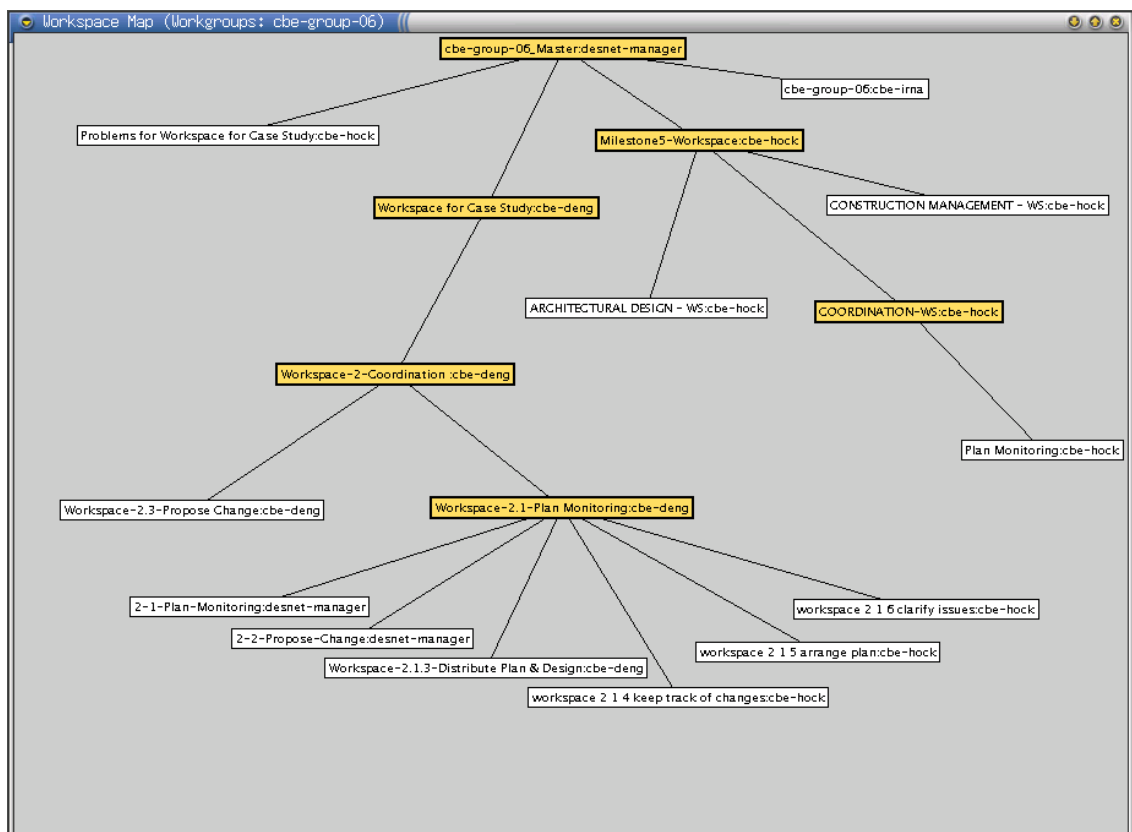 Workspace Map (Workgroups: cbe-group-06)
cbe-group-06_Master:desnet-manager
cbe-group-06:cbe-irna
Problems for Workspace for Case Study:cbe-hock
Milestone5-Workspace:cbe-hock
Workspace for Case Study:cbe-deng
CONSTRUCTION MANAGEMENT - WS:cbe-hock
ARCHITECTURAL DESIGN - WS:cbe-hock
COORDINATION-WS:cbe-hock
Workspace-2-Coordination :cbe-deng
Plan Monitoring:cbe-hock
Workspace-2.3-Propose Change:cbe-deng
Workspace-2.1-Plan Monitoring:cbe-deng
2-1-Plan-Monitoring:desnet-manager
workspace 2 1 6 clarify issues:cbe-hock
2-2-Propose-Change:desnet-manager
workspace 2 1 5 arrange plan:cbe-hock
Workspace-2.1.3-Distribute Plan & Design:cbe-deng
workspace 2 1 4 keep track of changes:cbe-hock